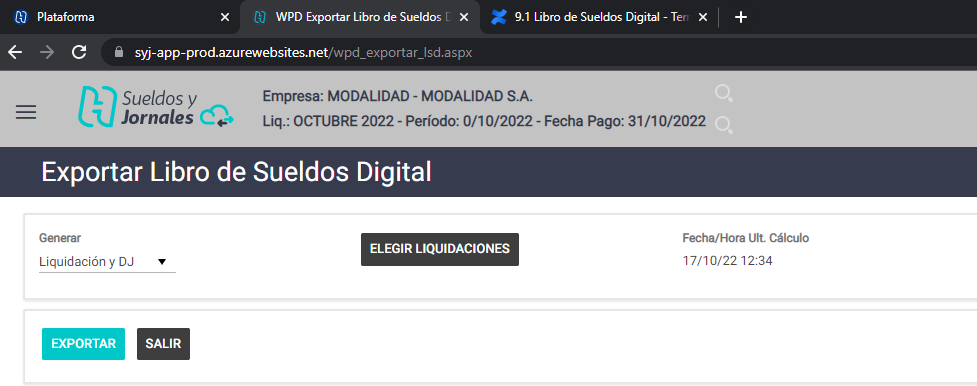 Plataforma
WPD Exportar Libro de Sueldos D
9.1 Libro de Sueldos Digital - Tem
syj-app-prod.azurewebsites.net/wpd_exportar_lsd.aspx
Sueldos y
Jornales
Empresa: MODALIDAD - MODALIDAD S.A.
Liq.: OCTUBRE 2022 - Período: 0/10/2022 - Fecha Pago: 31/10/2022
Exportar Libro de Sueldos Digital
Generar
Liquidación y DJ
ELEGIR LIQUIDACIONES
Fecha/Hora Ult. Cálculo
17/10/22 12:34
EXPORTAR
SALIR